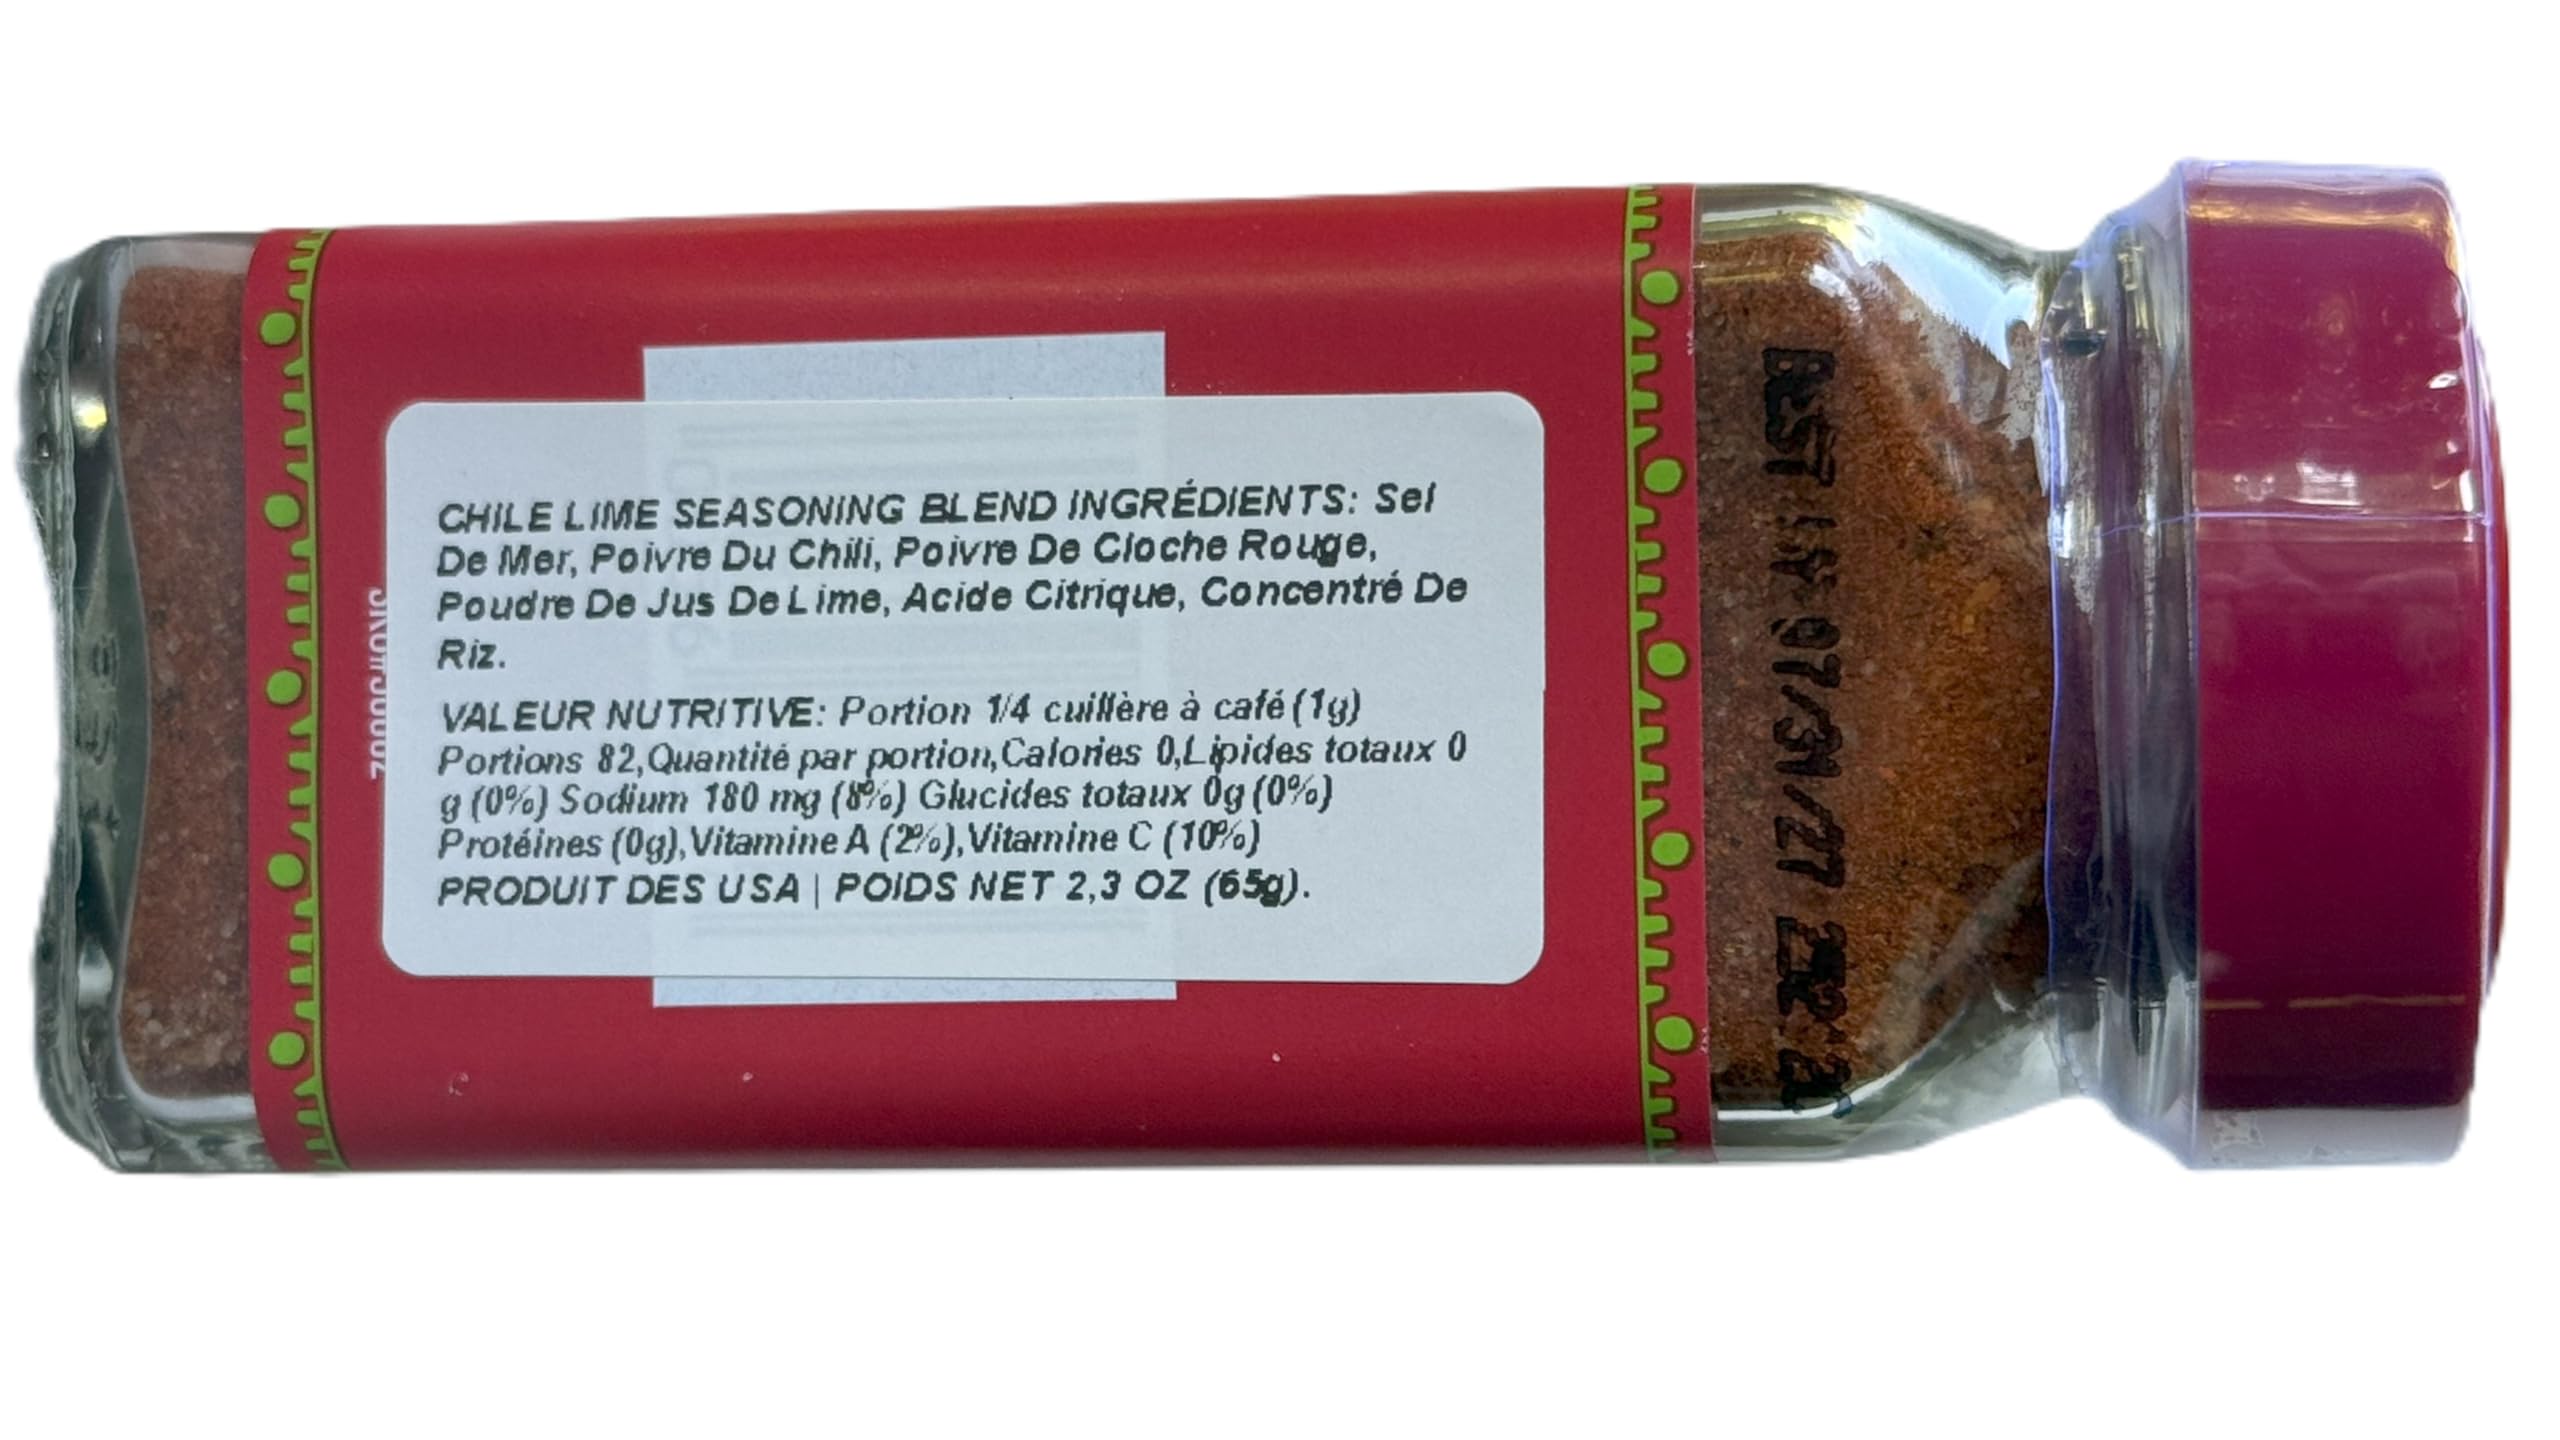 CHILE LIME SEASONING BLEND INGRÉDIENTS: Sel
De Mer, Poivre Du Chili, Poivre De Cloche Rouge,
Poudre De Jus De Lime, Acide Citrique, Concentré De
Riz.
VALEUR NUTRITIVE: Portion 1/4 cuillère à café (1g)
Portions 82,Quantité par portion,Calories 0,Lipides totaux 0
g (0%) Sodium 180 mg (8%) Glucides totaux 0g (0%)
Protéines (0g),Vitamine A (2%),Vitamine C (10%)
PRODUIT DES USA | POIDS NET 2,3 OZ (65g).
BEST BY 07/31/27